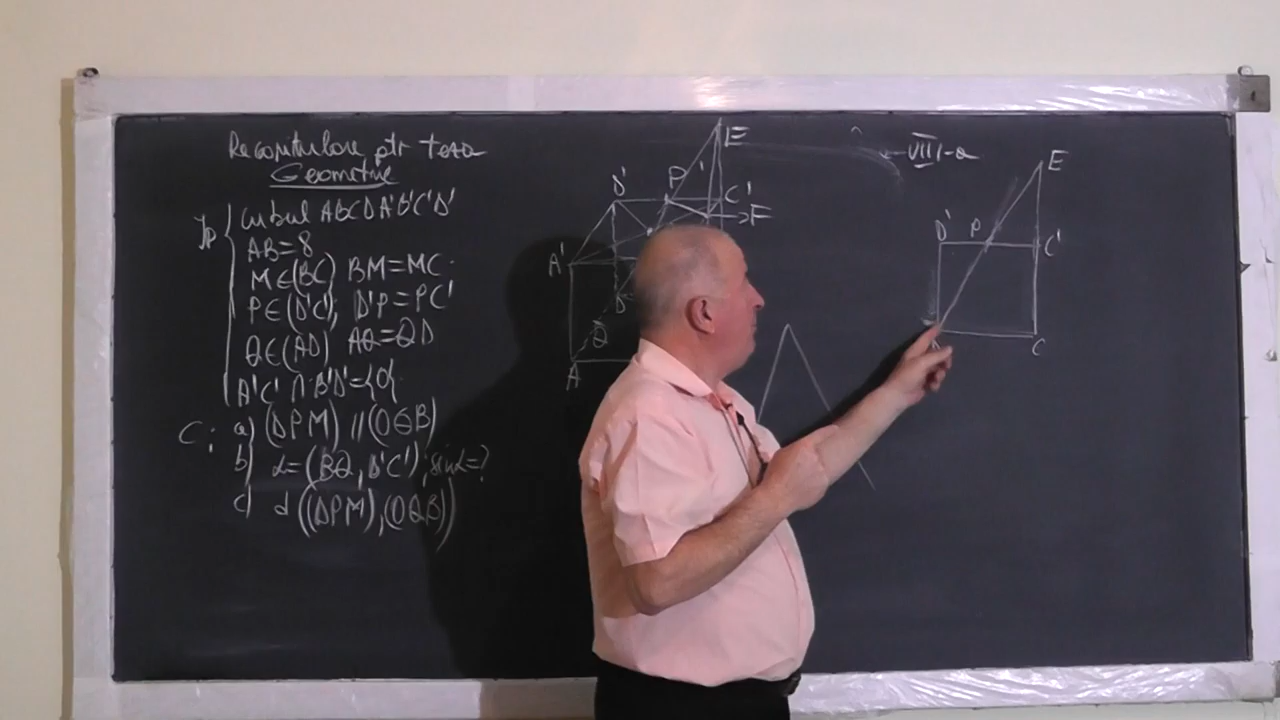 Recapitulare ptr teza
Geometrie
Ip cubul ABCDA'B'C'D'
AB=8
M∈(BC) BM=MC
P∈(D'C'); D'P=PC'
Q∈(AD) AQ=QD
A'C'∩B'D'={O}
C: a) (DPM) ∥ (OQB)
b) α=(BQ, D'C'); sinα=?
c) d((DPM),(OQB))
E
D'
P
C'
F
A'
D
Q
A
VIII-a
E
D'
P
C'
C